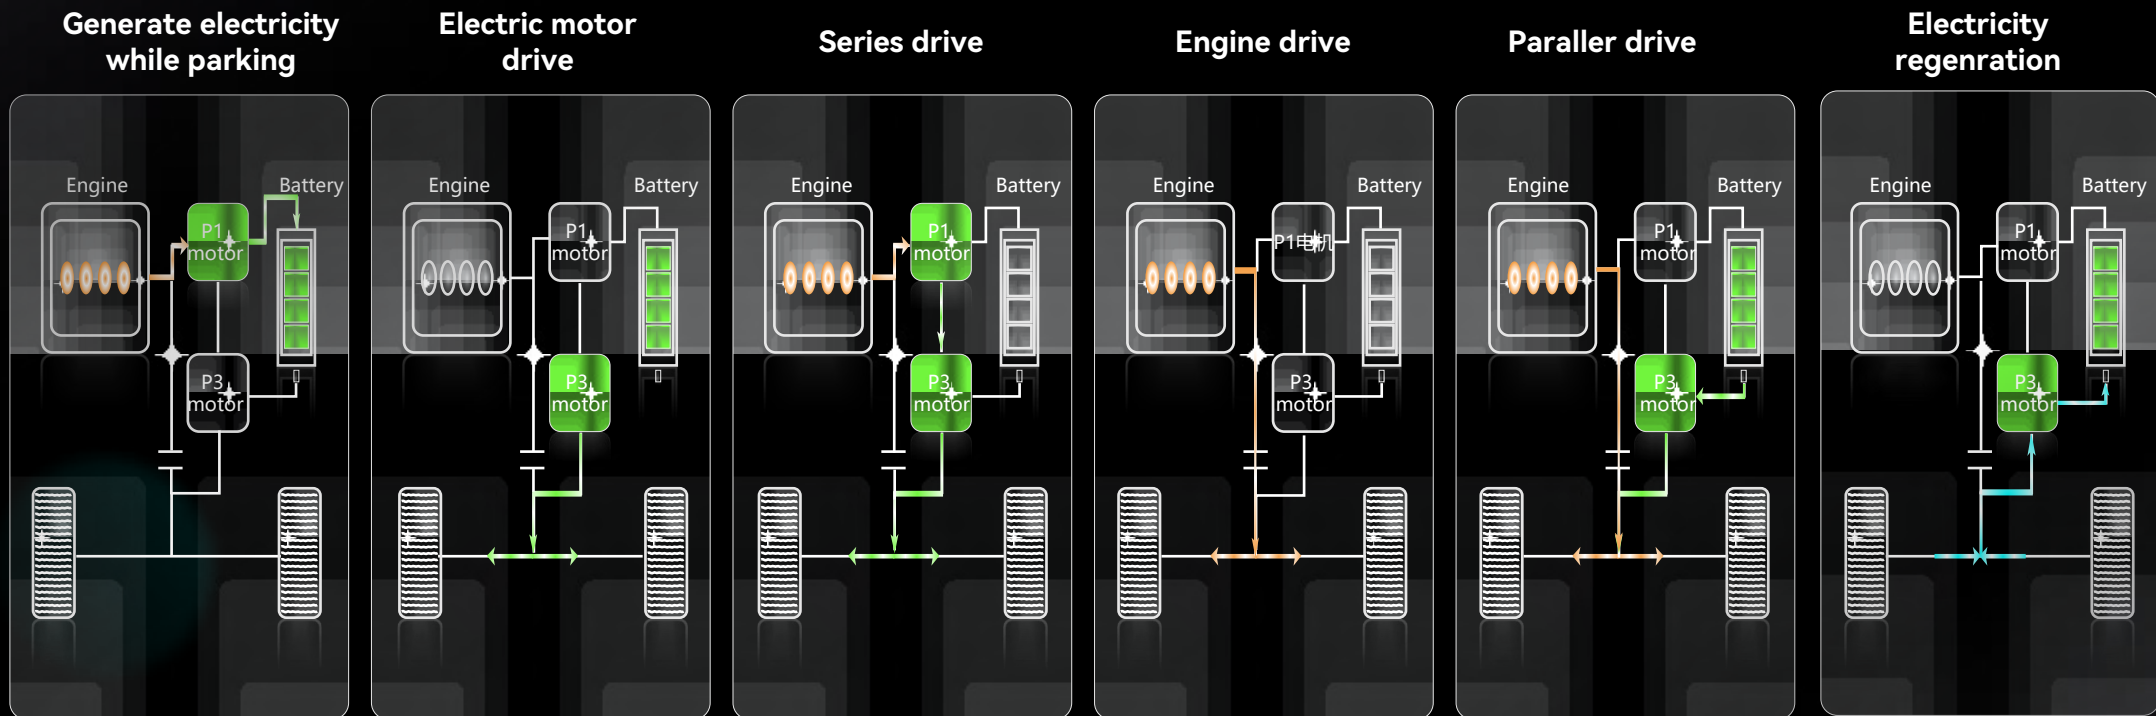 Generate electricity
while parking
Engine
Battery
P1
motor
P3
motor
Electric motor
drive
Engine
Battery
P1
motor
P3
motor
Series drive
Engine
Battery
P1
motor
P3
motor
Engine drive
Engine
Battery
P1电机
P3
motor
Paraller drive
Engine
Battery
P1
motor
P3
motor
Electricity
regenration
Engine
Battery
P1
motor
P3
motor